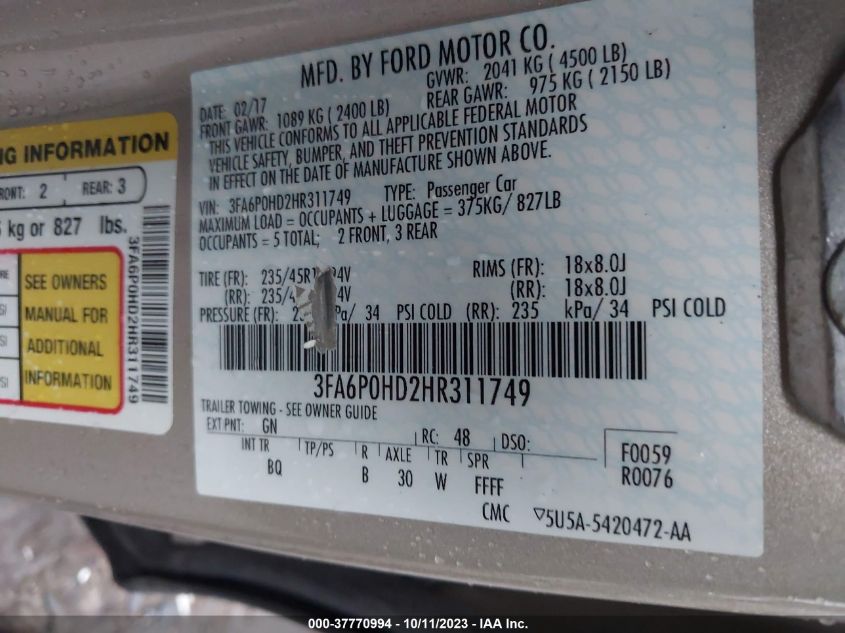 MFD. BY FORD MOTOR CO.
DATE: 02/17 GVWR: 2041 KG ( 4500 LB)
FRONT GAWR: 1089 KG ( 2400 LB) REAR GAWR: 975 KG ( 2150 LB)
THIS VEHICLE CONFORMS TO ALL APPLICABLE FEDERAL MOTOR
VEHICLE SAFETY, BUMPER, AND THEFT PREVENTION STANDARDS
IN EFFECT ON THE DATE OF MANUFACTURE SHOWN ABOVE.
VIN: 3FA6P0HD2HR311749 TYPE: Passenger Car
MAXIMUM LOAD = OCCUPANTS + LUGGAGE = 375KG/ 827LB
OCCUPANTS = 5 TOTAL; 2 FRONT, 3 REAR
TIRE (FR): RIMS (FR): 18x8.0J
(RR): (RR): 18x8.0J
PRESSURE (FR): 34 PSI COLD (RR): 235 kPa/ 34 PSI COLD
3FA6P0HD2HR311749
TRAILER TOWING - SEE OWNER GUIDE
EXT PNT: GN RC: 48 DSO: F0059
INT TR TP/PS R AXLE TR SPR R0076
BQ B 30 W FFFF
CMC 5U5A-5420472-AA
INFORMATION
2 REAR: 3
kg or 827 lbs.
SEE OWNERS
MANUAL FOR
ADDITIONAL
INFORMATION
3FA6P0HD2HR311749
000-37770994 - 10/11/2023 - IAA Inc.